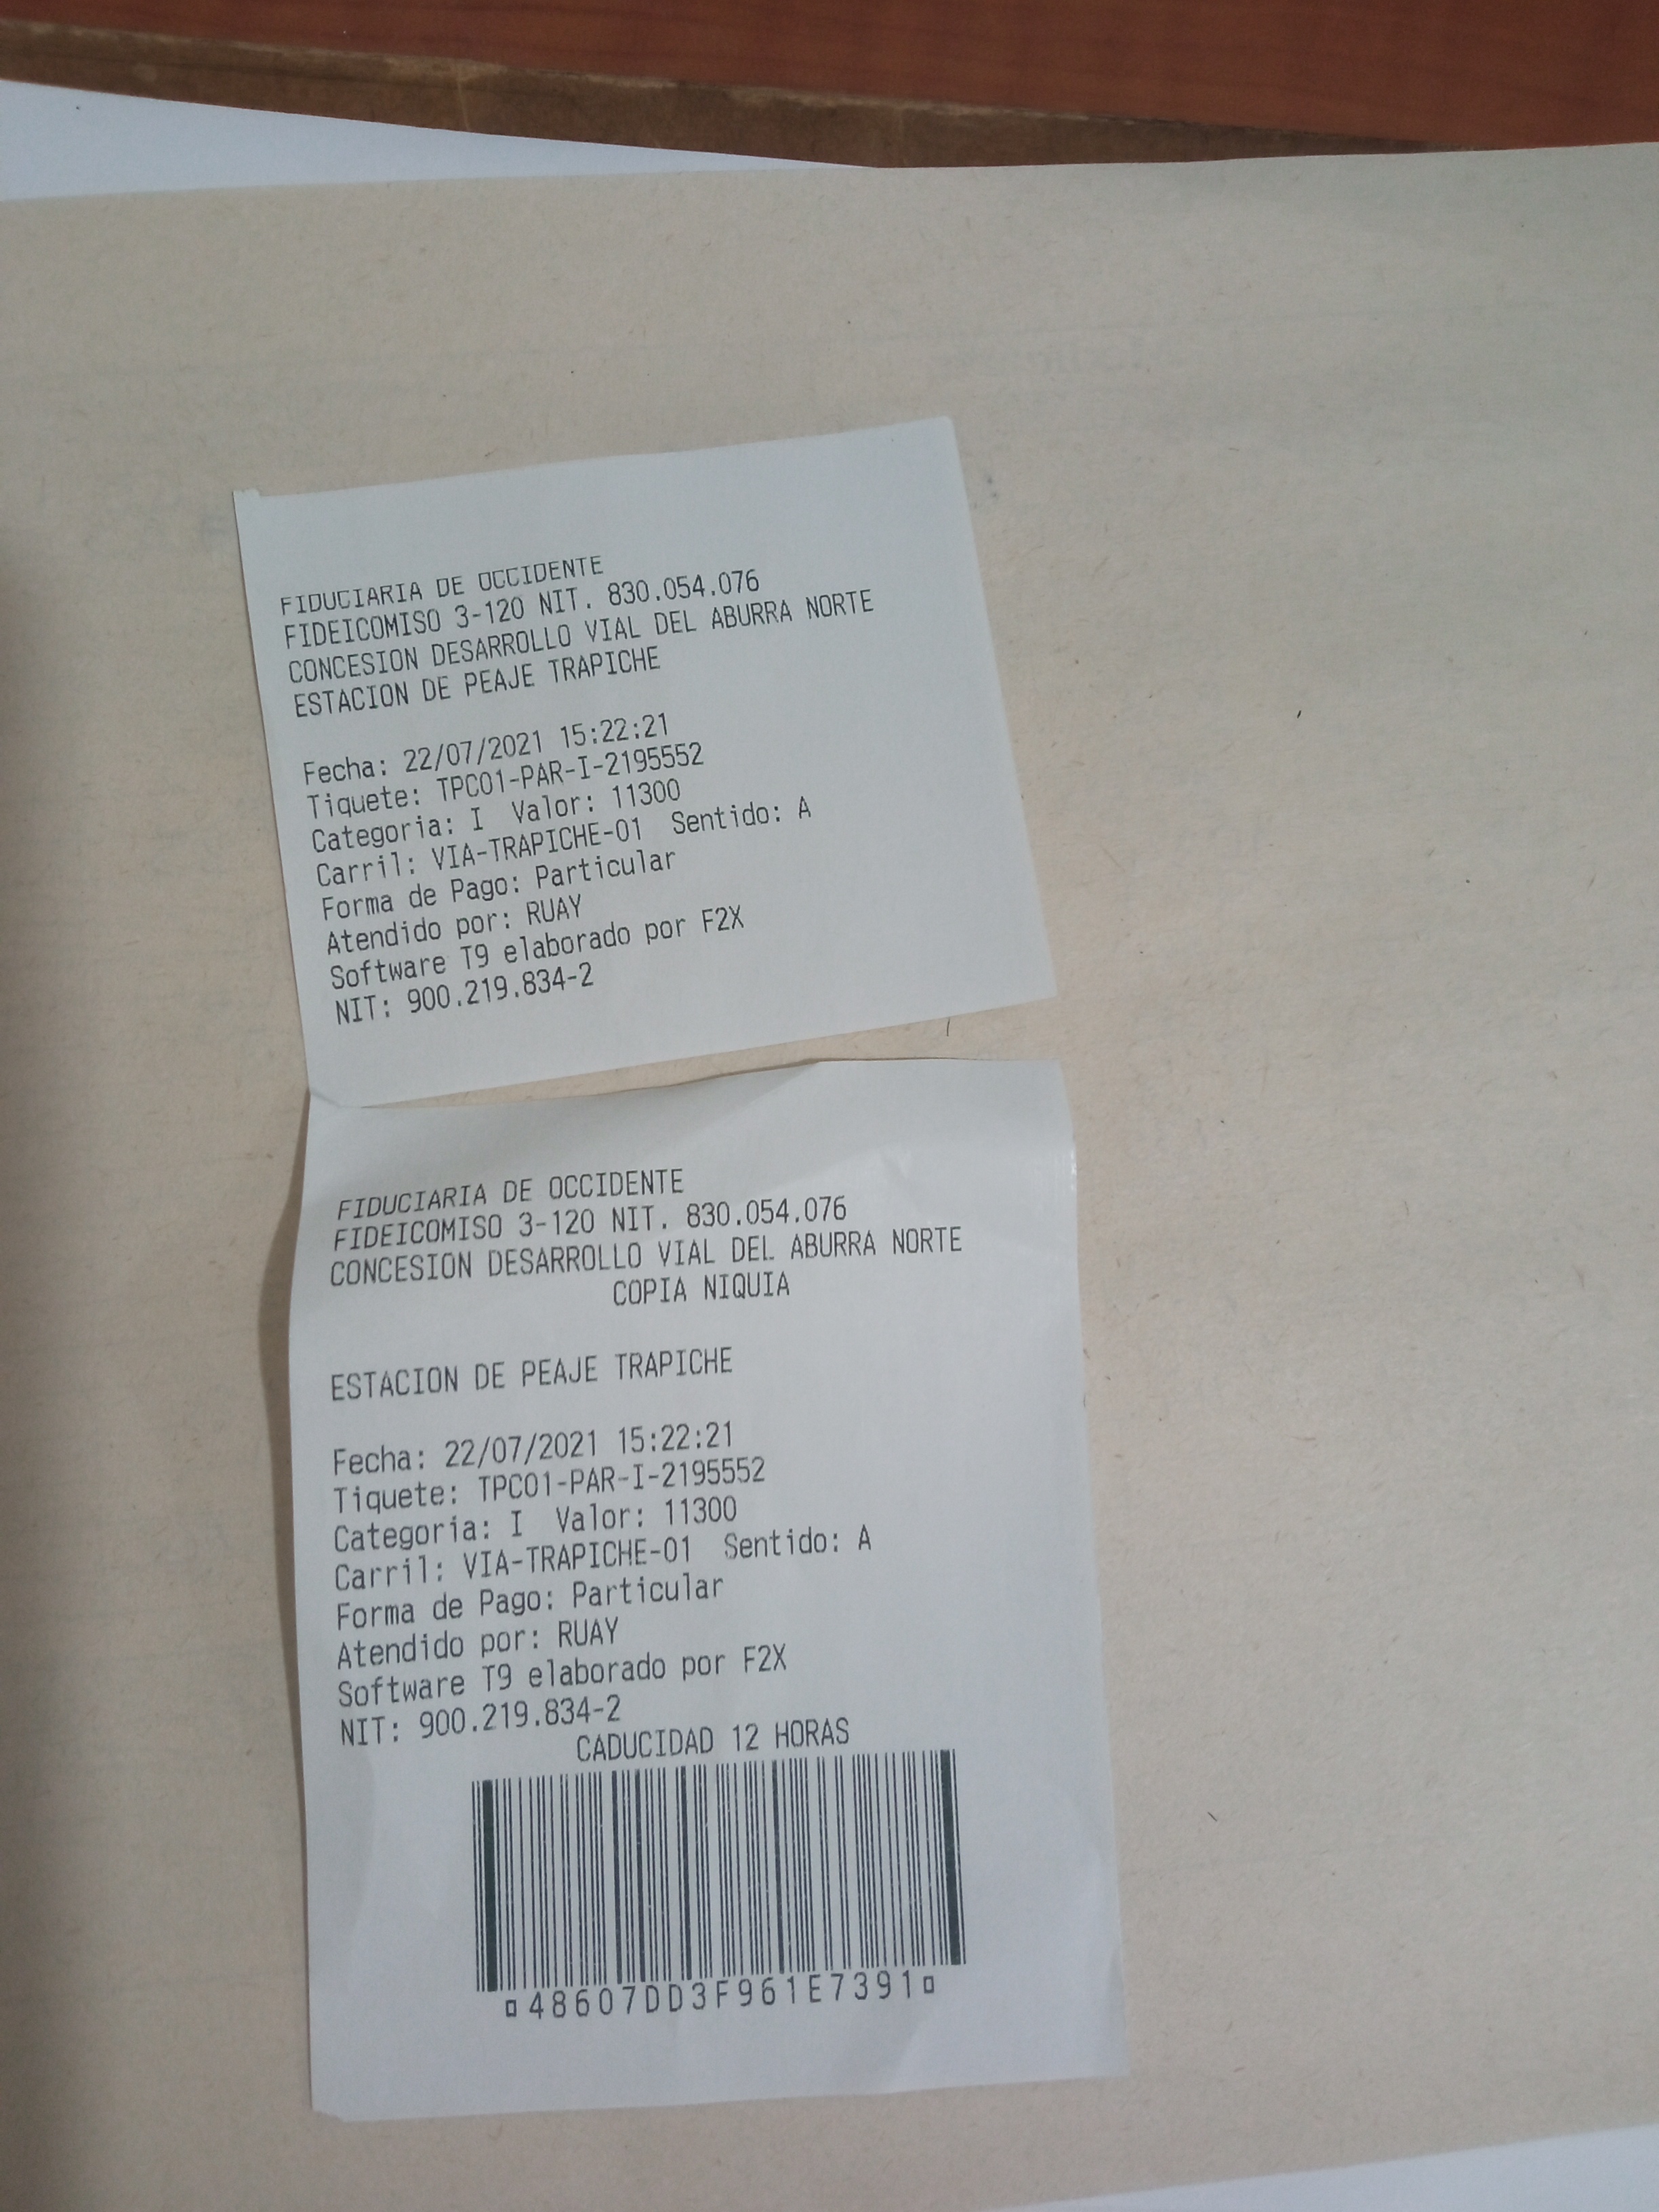 FIDUCIARIA DE OCCIDENTE
FIDEICOMISO 3-120 NIT. 830.054.076
CONCESION DESARROLLO VIAL DEL ABURRA NORTE
ESTACION DE PEAJE TRAPICHE
Fecha: 22/07/2021 15:22:21
Tiquete: TPC01-PAR-I-2195552
Categoria: I Valor: 11300
Carril: VIA-TRAPICHE-01 Sentido: A
Forma de Pago: Particular
Atendido por: RUAY
Software T9 elaborado por F2X
NIT: 900.219.834-2
FIDUCIARIA DE OCCIDENTE
FIDEICOMISO 3-120 NIT. 830.054.076
CONCESION DESARROLLO VIAL DEL ABURRA NORTE
COPIA NIQUIA
ESTACION DE PEAJE TRAPICHE
Fecha: 22/07/2021 15:22:21
Tiquete: TPC01-PAR-I-2195552
Categoria: I Valor: 11300
Carril: VIA-TRAPICHE-01 Sentido: A
Forma de Pago: Particular
Atendido por: RUAY
Software T9 elaborado por F2X
NIT: 900.219.834-2
CADUCIDAD 12 HORAS
¤48607DD3F961E7391¤